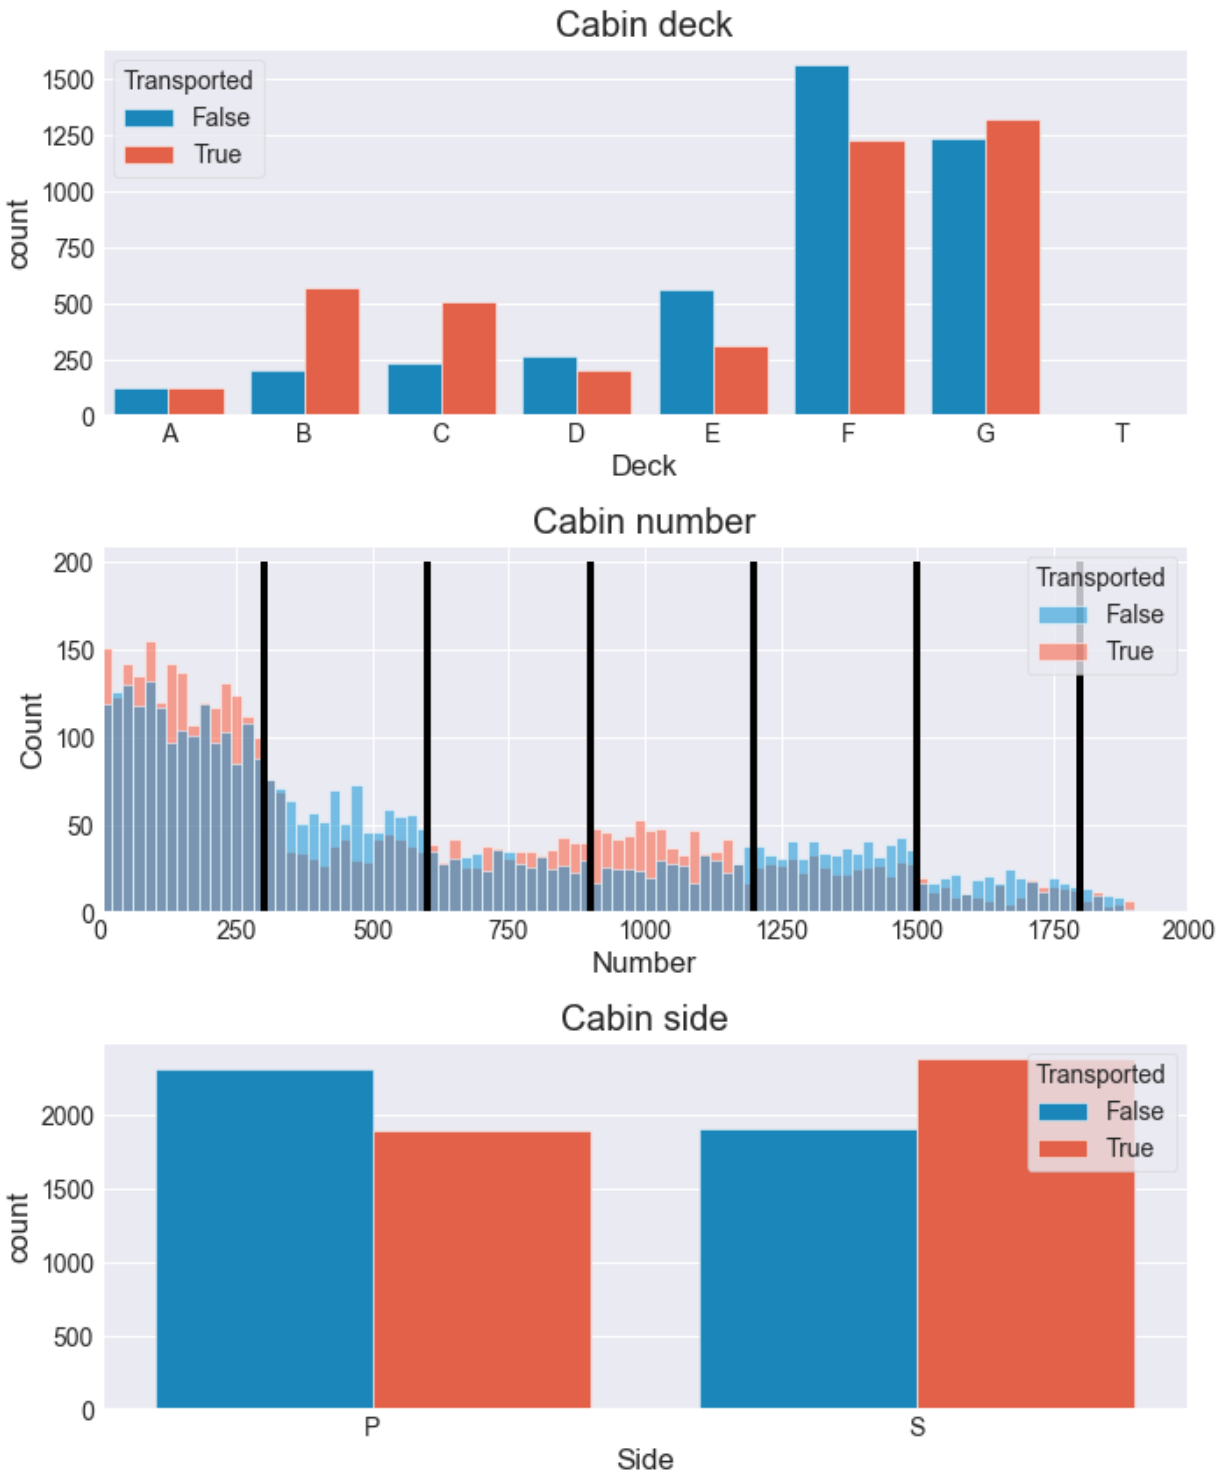 Cabin deck
1500
1250
1000
750
500
250
0
count
Transported
False
True
A B C D E F G T
Deck
Cabin number
200
150
100
50
0
Count
Transported
False
True
0 250 500 750 1000 1250 1500 1750 2000
Number
Cabin side
2000
1500
1000
500
0
count
Transported
False
True
P S
Side